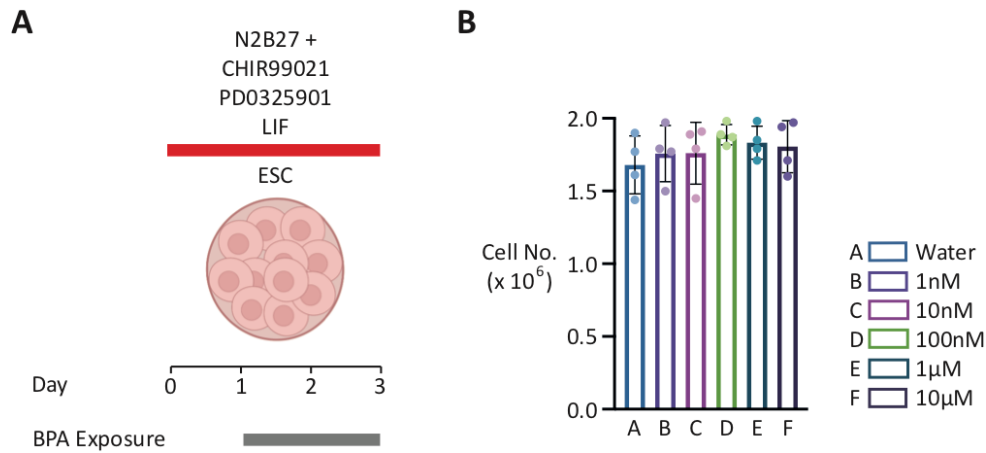 A
N2B27 +
CHIR99021
PD0325901
LIF
ESC
Day
0 1 2 3
BPA Exposure
B
2.0
1.5
1.0
0.5
0.0
Cell No.
(x 10⁶)
A B C D E F
A Water
B 1nM
C 10nM
D 100nM
E 1µM
F 10µM